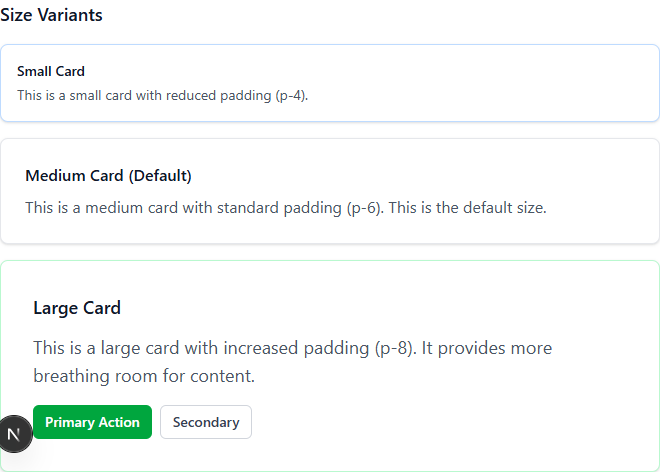 Size Variants
Small Card
This is a small card with reduced padding (p-4).
Medium Card (Default)
This is a medium card with standard padding (p-6). This is the default size.
Large Card
This is a large card with increased padding (p-8). It provides more
breathing room for content.
N
Primary Action
Secondary